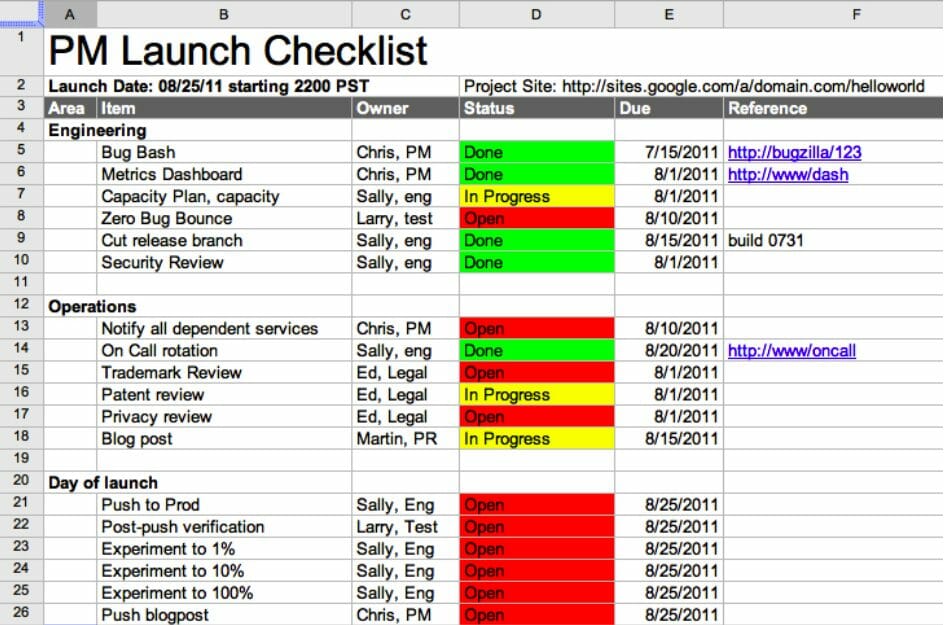 A B C D E F
1 PM Launch Checklist
2 Launch Date: 08/25/11 starting 2200 PST Project Site: http://sites.google.com/a/domain.com/helloworld
3 Area Item Owner Status Due Reference
4 Engineering
5 Bug Bash Chris, PM Done 7/15/2011 http://bugzilla/123
6 Metrics Dashboard Chris, PM Done 8/1/2011 http://www/dash
7 Capacity Plan, capacity Sally, eng In Progress 8/1/2011
8 Zero Bug Bounce Larry, test Open 8/10/2011
9 Cut release branch Sally, eng Done 8/15/2011 build 0731
10 Security Review Sally, eng Done 8/1/2011
11
12 Operations
13 Notify all dependent services Chris, PM Open 8/10/2011
14 On Call rotation Sally, eng Done 8/20/2011 http://www/oncall
15 Trademark Review Ed, Legal Open 8/1/2011
16 Patent review Ed, Legal In Progress 8/1/2011
17 Privacy review Ed, Legal Open 8/1/2011
18 Blog post Martin, PR In Progress 8/15/2011
19
20 Day of launch
21 Push to Prod Sally, Eng Open 8/25/2011
22 Post-push verification Larry, Test Open 8/25/2011
23 Experiment to 1% Sally, Eng Open 8/25/2011
24 Experiment to 10% Sally, Eng Open 8/25/2011
25 Experiment to 100% Sally, Eng Open 8/25/2011
26 Push blogpost Chris, PM Open 8/25/2011